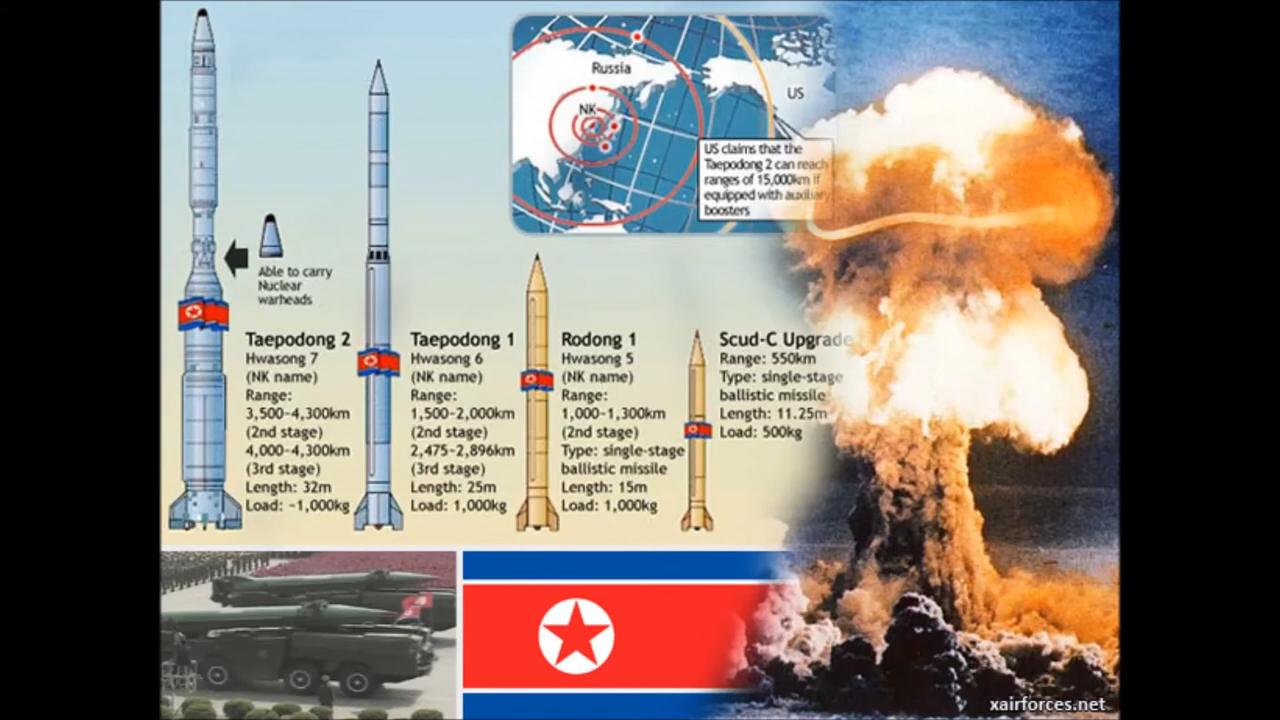 Russia
NK
US
US claims that the
Taepodong 2 can reach
ranges of 15,000km if
equipped with auxiliary
boosters
Able to carry
Nuclear
warheads
Taepodong 2
Hwasong 7
(NK name)
Range:
3,500-4,300km
(2nd stage)
4,000-4,300km
(3rd stage)
Length: 32m
Load: ~1,000kg
Taepodong 1
Hwasong 6
(NK name)
Range:
1,500-2,000km
(2nd stage)
2,475-2,896km
(3rd stage)
Length: 25m
Load: 1,000kg
Rodong 1
Hwasong 5
(NK name)
Range:
1,000-1,300km
(2nd stage)
Type: single-stage
ballistic missile
Length: 15m
Load: 1,000kg
Scud-C Upgrade
Range: 550km
Type: single-stage
ballistic missile
Length: 11.25m
Load: 500kg
xairforces.net